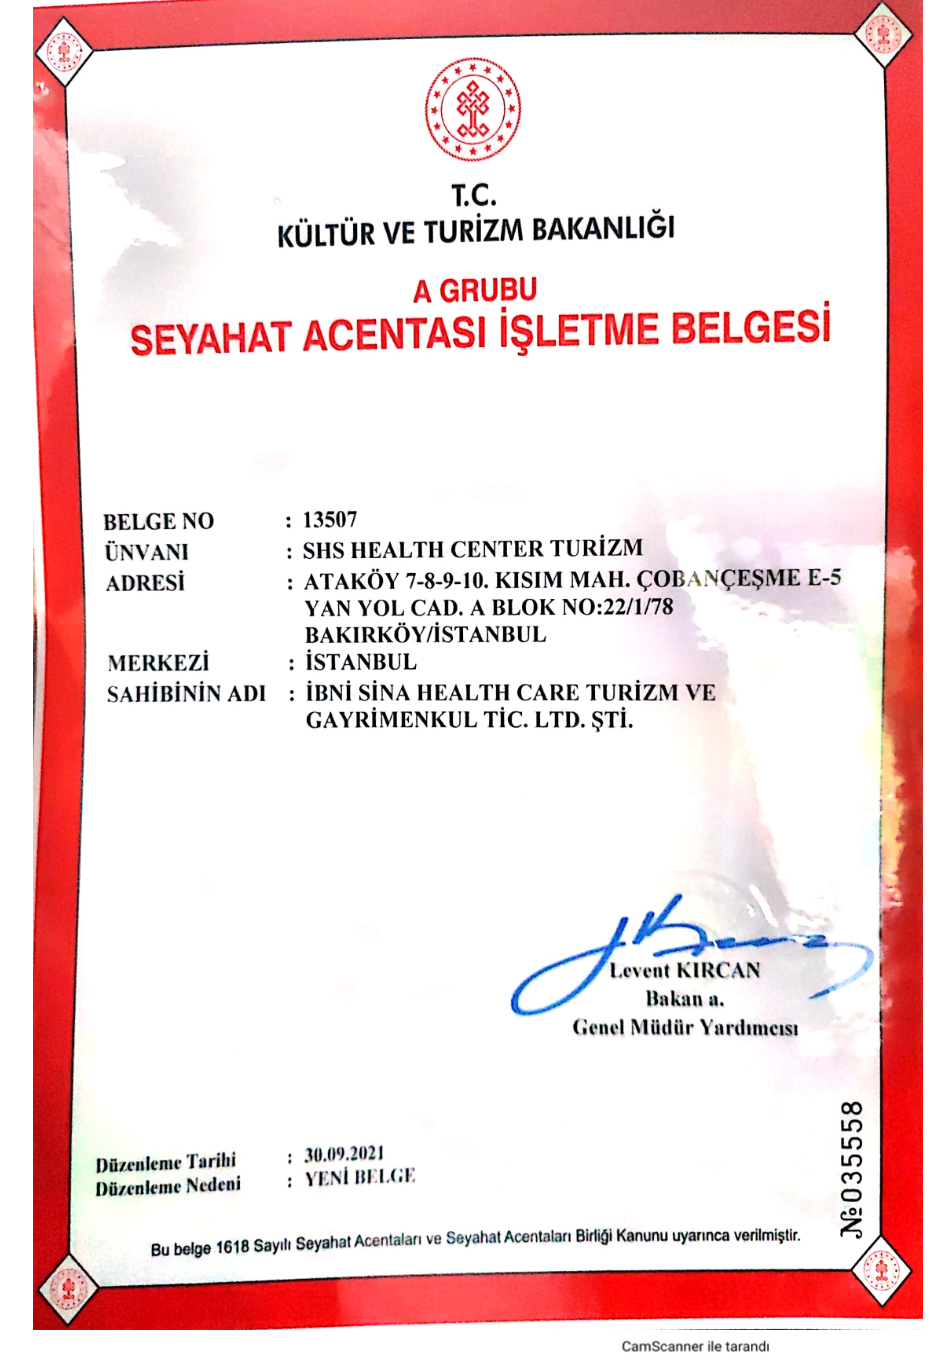 T.C.
KÜLTÜR VE TURİZM BAKANLIĞI
A GRUBU
SEYAHAT ACENTASI İŞLETME BELGESİ
BELGE NO : 13507
ÜNVANI : SHS HEALTH CENTER TURİZM
ADRESİ : ATAKÖY 7-8-9-10. KISIM MAH. ÇOBANÇEŞME E-5
YAN YOL CAD. A BLOK NO:22/1/78
BAKIRKÖY/İSTANBUL
MERKEZİ : İSTANBUL
SAHİBİNİN ADI : İBNİ SİNA HEALTH CARE TURİZM VE
GAYRİMENKUL TİC. LTD. ŞTİ.
Levent KIRCAN
Bakan a.
Genel Müdür Yardımcısı
№035558
Düzenleme Tarihi : 30.09.2021
Düzenleme Nedeni : YENİ BELGE
Bu belge 1618 Sayılı Seyahat Acentaları ve Seyahat Acentaları Birliği Kanunu uyarınca verilmiştir.
CamScanner ile tarandı